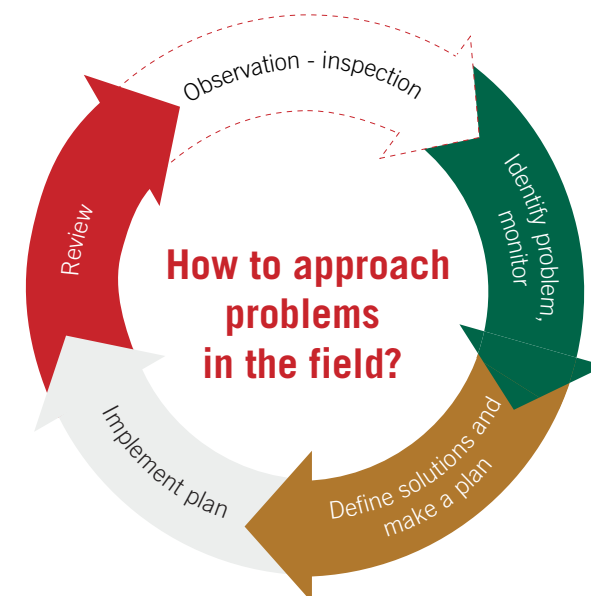 How to approach
problems
in the field?
Observation - inspection
Identify problem,
monitor
Define solutions and
make a plan
Implement plan
Review